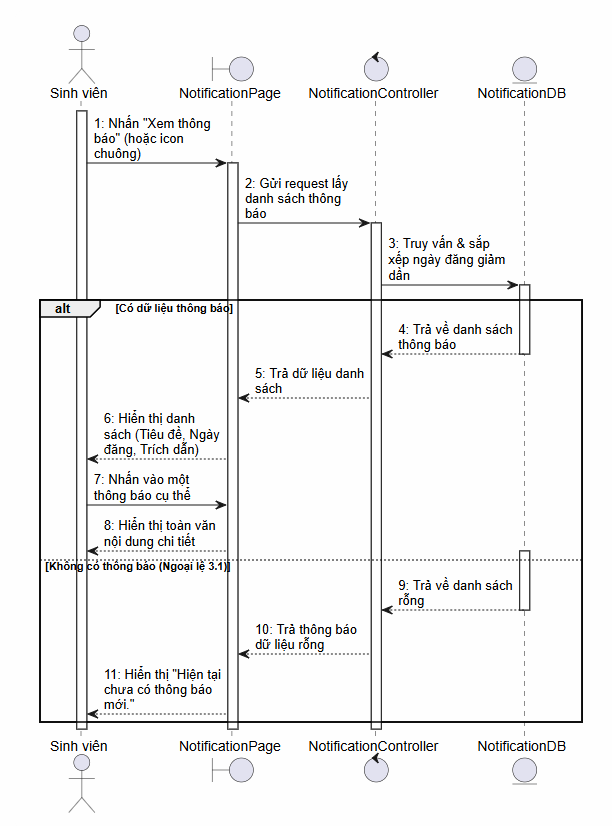 Sinh viên
NotificationPage
NotificationController
NotificationDB
1: Nhấn "Xem thông
báo" (hoặc icon
chuông)
2: Gửi request lấy
danh sách thông
báo
3: Truy vấn & sắp
xếp ngày đăng giảm
dần
alt
[Có dữ liệu thông báo]
4: Trả về danh sách
thông báo
5: Trả dữ liệu danh
sách
6: Hiển thị danh
sách (Tiêu đề, Ngày
đăng, Trích dẫn)
7: Nhấn vào một
thông báo cụ thể
8: Hiển thị toàn văn
nội dung chi tiết
[Không có thông báo (Ngoại lệ 3.1)]
9: Trả về danh sách
rỗng
10: Trả thông báo
dữ liệu rỗng
11: Hiển thị "Hiện tại
chưa có thông báo
mới."
Sinh viên
NotificationPage
NotificationController
NotificationDB